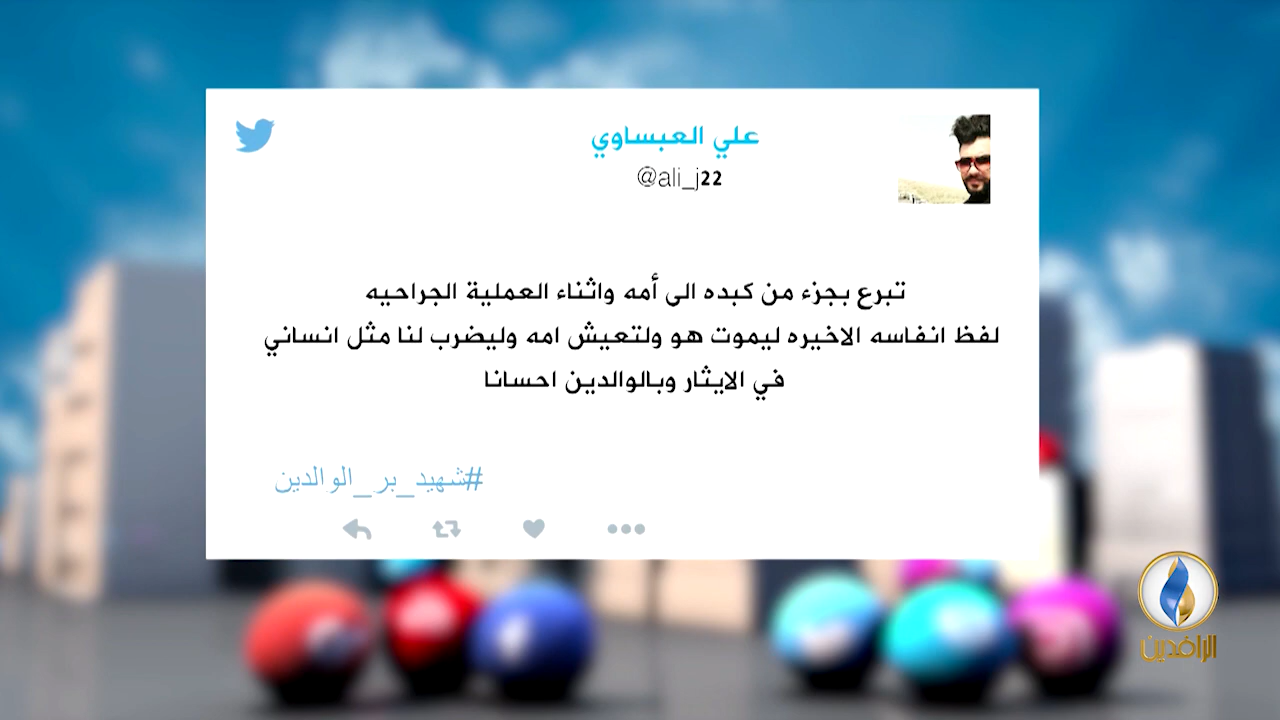 علي العبساوي
@ali_j22
تبرع بجزء من كبده الى أمه واثناء العملية الجراحيه
لفظ انفاسه الاخيره ليموت هو ولتعيش امه وليضرب لنا مثل انساني
في الايثار وبالوالدين احسانا
#شهيد_بر_الوالدين
الرافدين